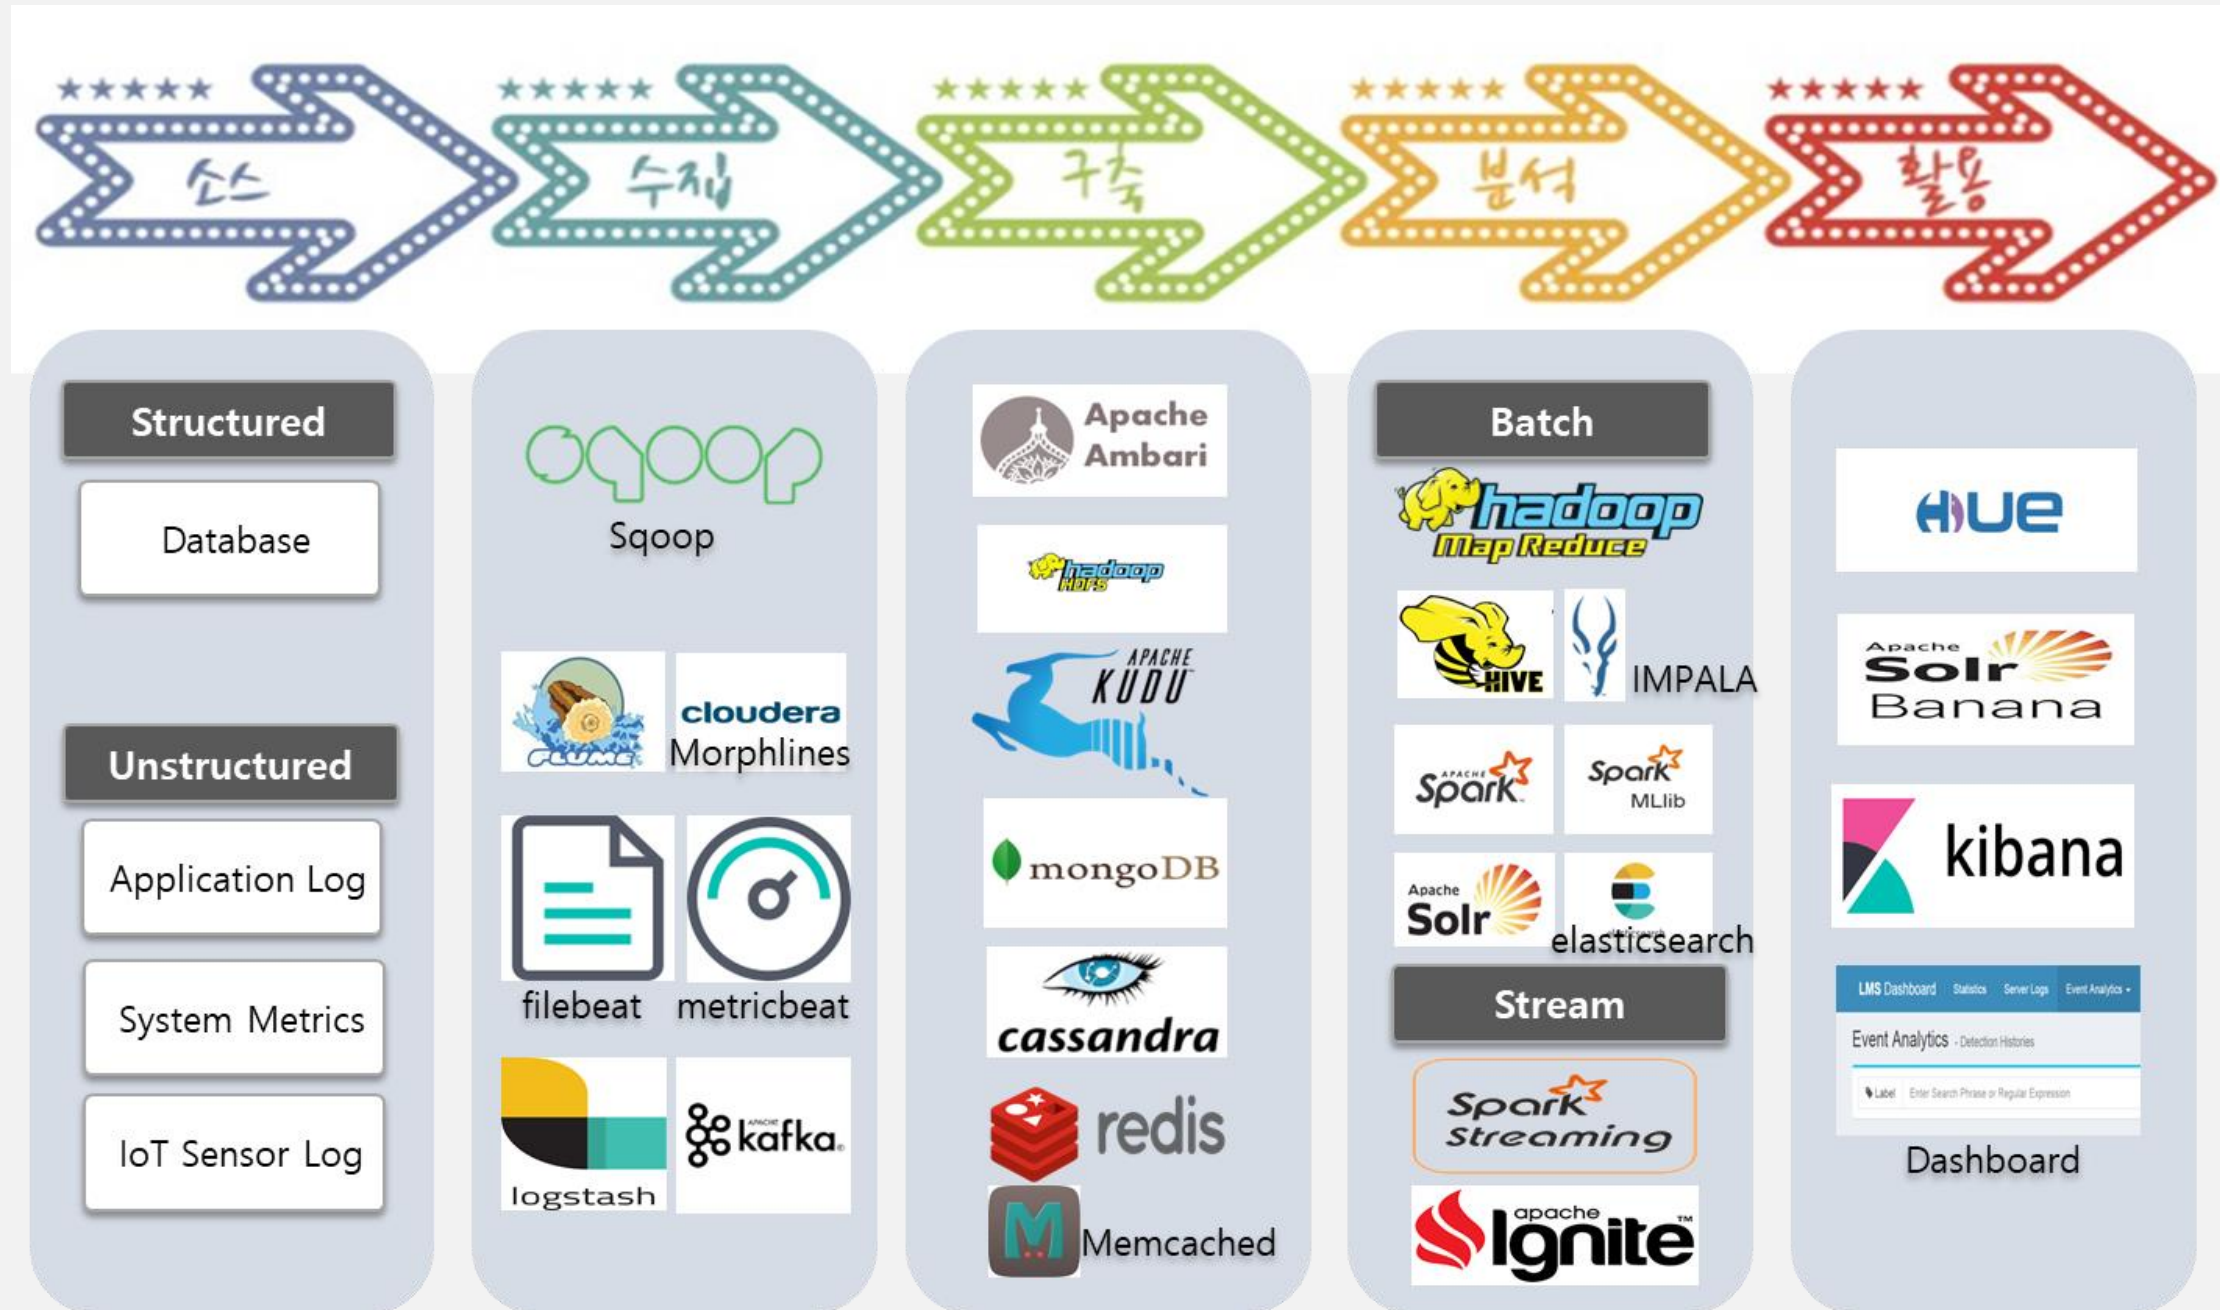 소스
수집
구축
분석
활용
Structured
Database
Unstructured
Application Log
System Metrics
IoT Sensor Log
sqoop
Sqoop
FLUME
cloudera
Morphlines
filebeat
metricbeat
logstash
APACHE
kafka
Apache
Ambari
hadoop
HDFS
APACHE
KUDU
mongoDB
cassandra
redis
Memcached
Batch
hadoop
Map Reduce
HIVE
IMPALA
APACHE
Spark
Spark
MLlib
Apache
Solr
elasticsearch
Stream
Spark
Streaming
apache
Ignite™
HUE
Apache
Solr
Banana
kibana
LMS Dashboard Statistics Server Logs Event Analytics
Event Analytics - Detection Histories
Label Enter Search Phrase or Regular Expression
Dashboard